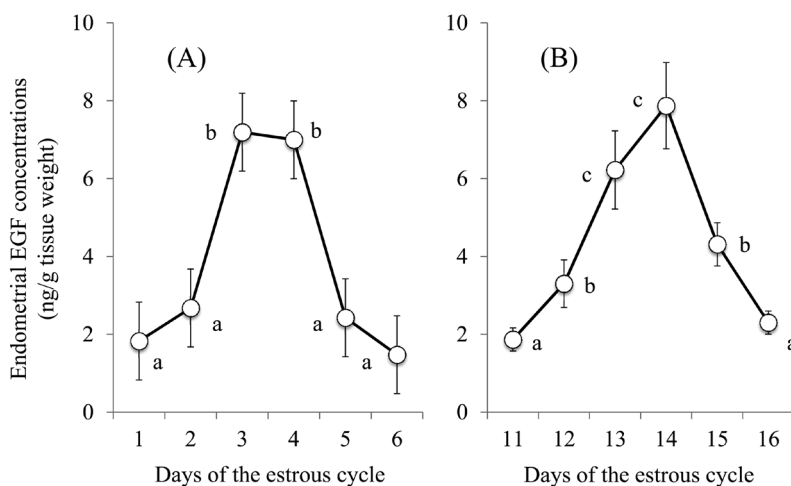 (A)
(B)
Endometrial EGF concentrations
(ng/g tissue weight)
10
8
6
4
2
0
a
a
b
b
a
a
1 2 3 4 5 6
Days of the estrous cycle
10
8
6
4
2
0
a
b
c
c
b
a
11 12 13 14 15 16
Days of the estrous cycle